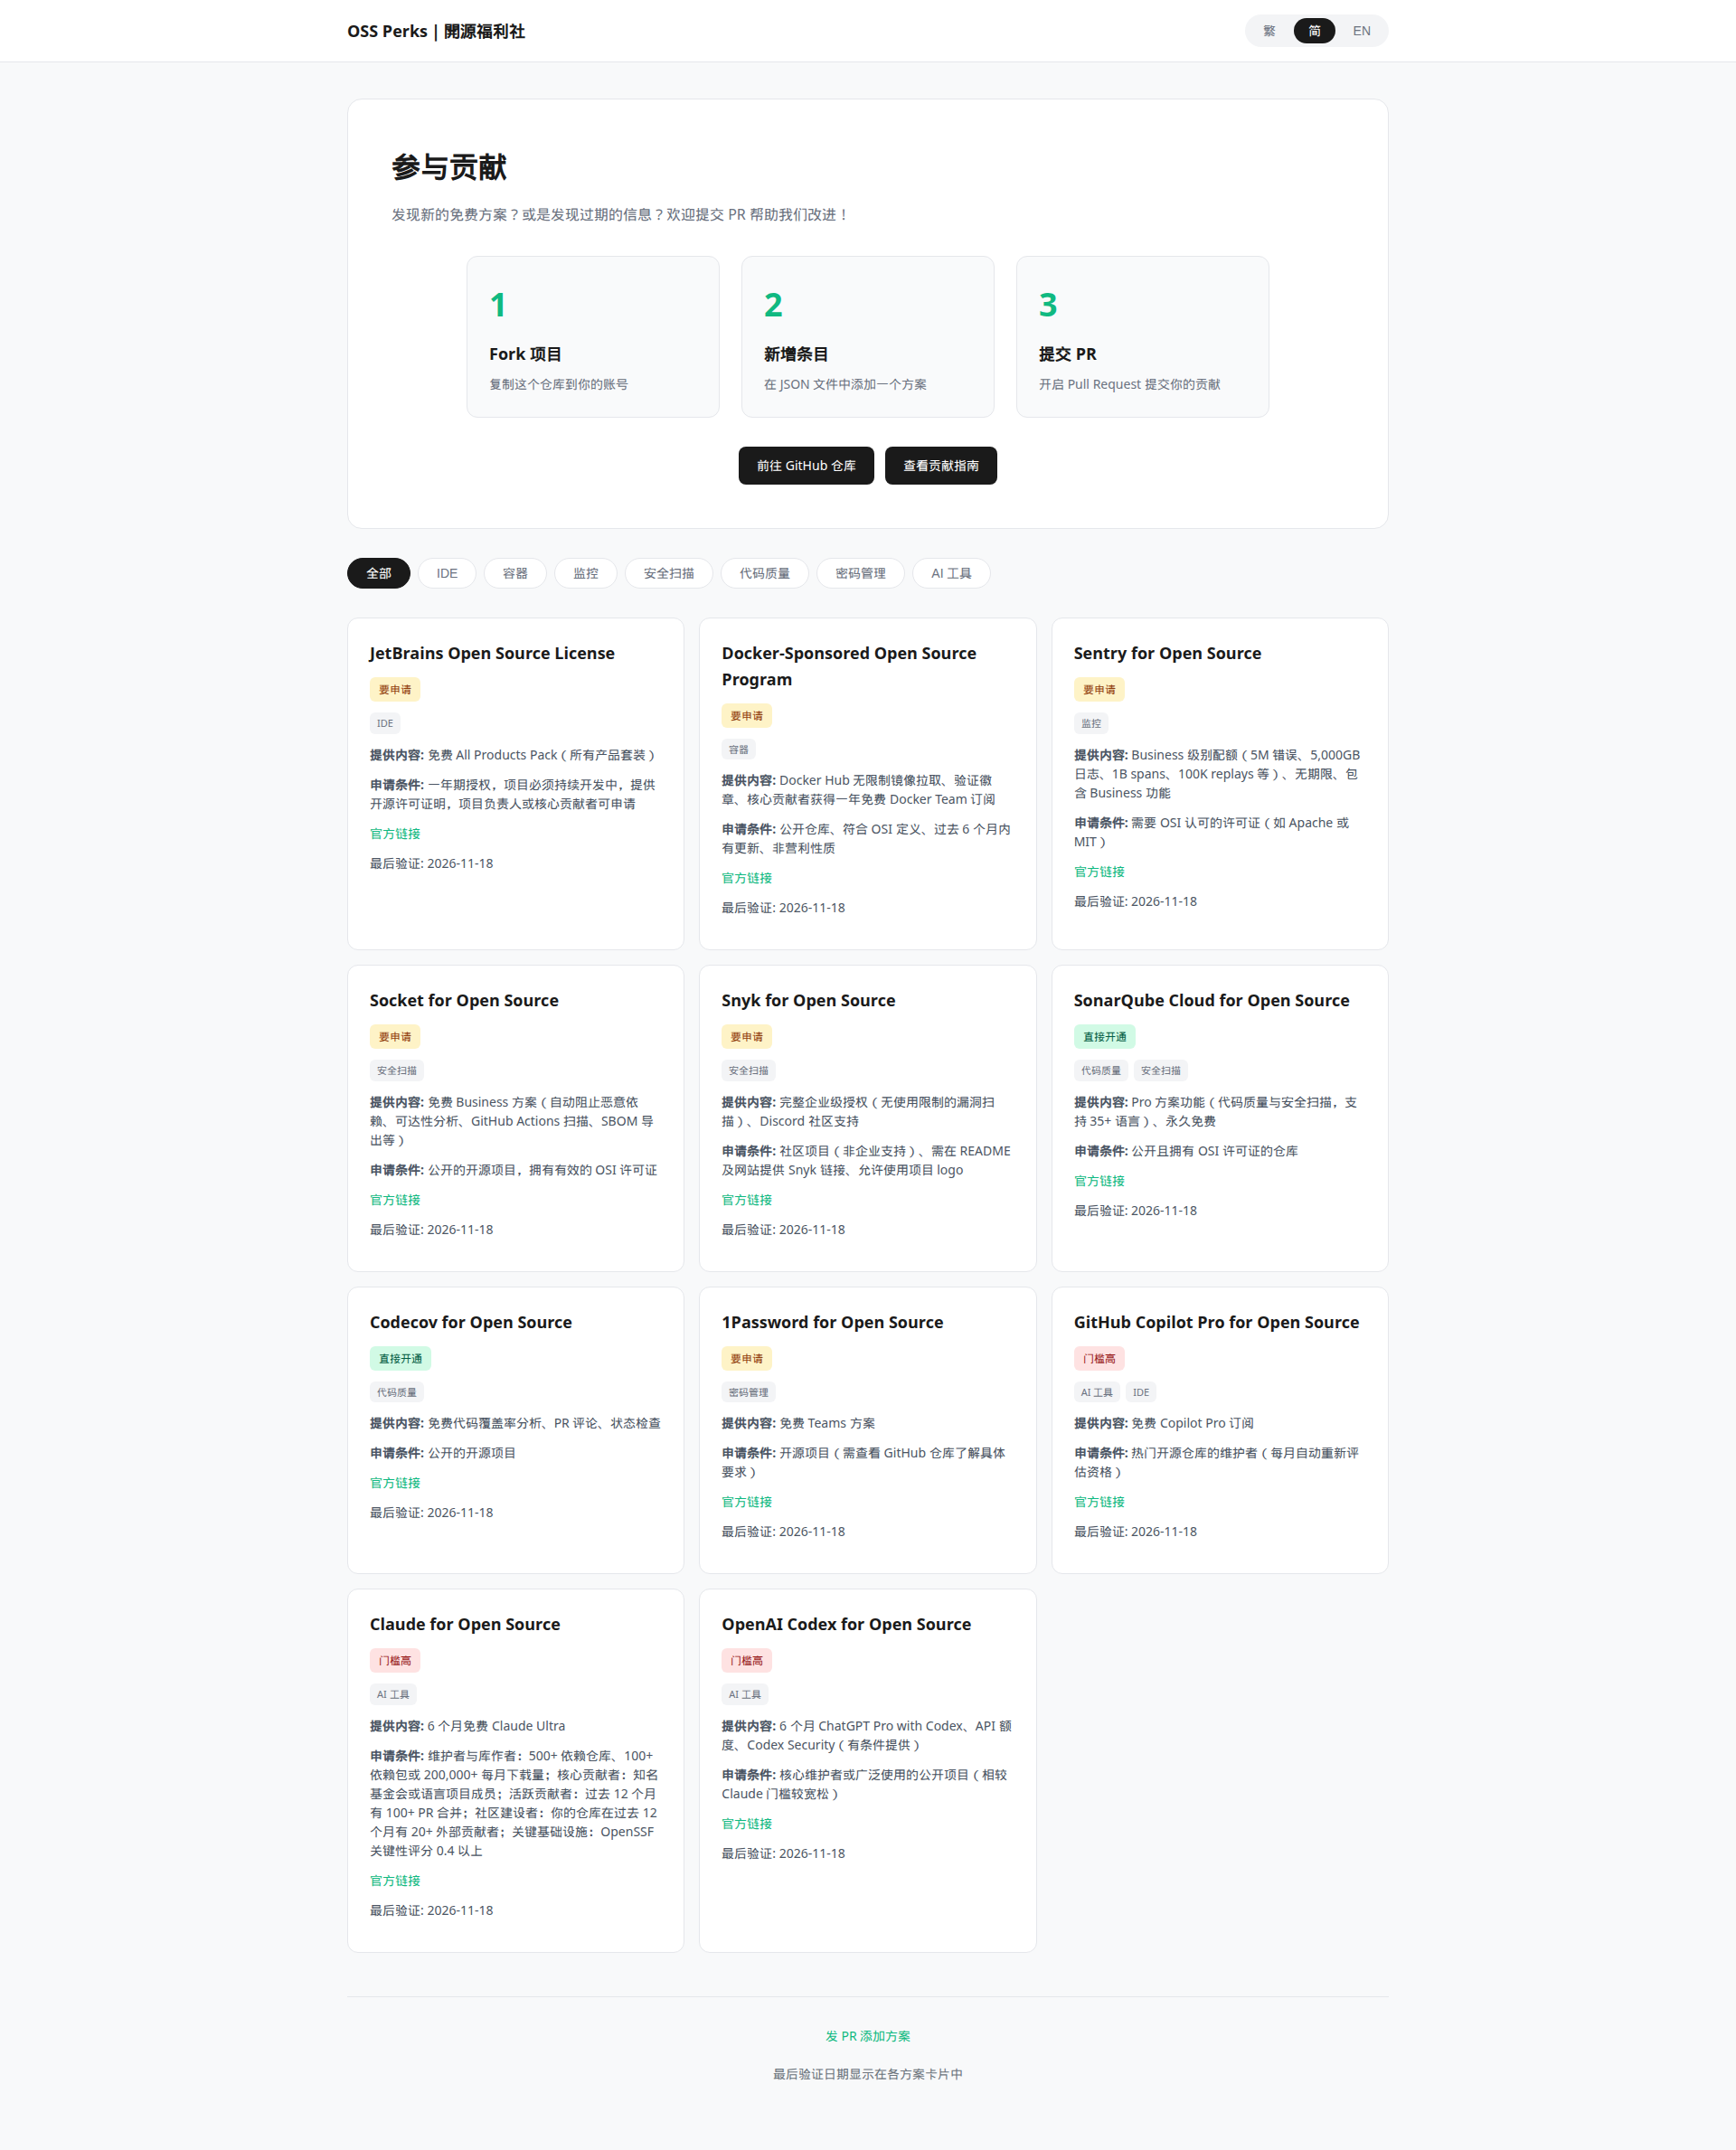 OSS Perks | 開源福利社
繁 简 EN
参与贡献
发现新的免费方案？或是发现过期的信息？欢迎提交 PR 帮助我们改进！
1
Fork 项目
复制这个仓库到你的账号
2
新增条目
在 JSON 文件中添加一个方案
3
提交 PR
开启 Pull Request 提交你的贡献
前往 GitHub 仓库
查看贡献指南
全部 IDE 容器 监控 安全扫描 代码质量 密码管理 AI 工具
JetBrains Open Source License
要申请
IDE
提供内容: 免费 All Products Pack（所有产品套装）
申请条件: 一年期授权，项目必须持续开发中，提供
开源许可证明，项目负责人或核心贡献者可申请
官方链接
最后验证: 2026-11-18
Docker-Sponsored Open Source
Program
要申请
容器
提供内容: Docker Hub 无限制镜像拉取、验证徽
章、核心贡献者获得一年免费 Docker Team 订阅
申请条件: 公开仓库、符合 OSI 定义、过去 6 个月内
有更新、非营利性质
官方链接
最后验证: 2026-11-18
Sentry for Open Source
要申请
监控
提供内容: Business 级别配额（5M 错误、5,000GB
日志、1B spans、100K replays 等）、无期限、包
含 Business 功能
申请条件: 需要 OSI 认可的许可证（如 Apache 或
MIT）
官方链接
最后验证: 2026-11-18
Socket for Open Source
要申请
安全扫描
提供内容: 免费 Business 方案（自动阻止恶意依
赖、可达性分析、GitHub Actions 扫描、SBOM 导
出等）
申请条件: 公开的开源项目，拥有有效的 OSI 许可证
官方链接
最后验证: 2026-11-18
Snyk for Open Source
要申请
安全扫描
提供内容: 完整企业级授权（无使用限制的漏洞扫
描）、Discord 社区支持
申请条件: 社区项目（非企业支持）、需在 README
及网站提供 Snyk 链接、允许使用项目 logo
官方链接
最后验证: 2026-11-18
SonarQube Cloud for Open Source
直接开通
代码质量 安全扫描
提供内容: Pro 方案功能（代码质量与安全扫描，支
持 35+ 语言）、永久免费
申请条件: 公开且拥有 OSI 许可证的仓库
官方链接
最后验证: 2026-11-18
Codecov for Open Source
直接开通
代码质量
提供内容: 免费代码覆盖率分析、PR 评论、状态检查
申请条件: 公开的开源项目
官方链接
最后验证: 2026-11-18
1Password for Open Source
要申请
密码管理
提供内容: 免费 Teams 方案
申请条件: 开源项目（需查看 GitHub 仓库了解具体
要求）
官方链接
最后验证: 2026-11-18
GitHub Copilot Pro for Open Source
门槛高
AI 工具 IDE
提供内容: 免费 Copilot Pro 订阅
申请条件: 热门开源仓库的维护者（每月自动重新评
估资格）
官方链接
最后验证: 2026-11-18
Claude for Open Source
门槛高
AI 工具
提供内容: 6 个月免费 Claude Ultra
申请条件: 维护者与库作者：500+ 依赖仓库、100+
依赖包或 200,000+ 每月下载量；核心贡献者：知名
基金会或语言项目成员；活跃贡献者：过去 12 个月
有 100+ PR 合并；社区建设者：你的仓库在过去 12
个月有 20+ 外部贡献者；关键基础设施：OpenSSF
关键性评分 0.4 以上
官方链接
最后验证: 2026-11-18
OpenAI Codex for Open Source
门槛高
AI 工具
提供内容: 6 个月 ChatGPT Pro with Codex、API 额
度、Codex Security（有条件提供）
申请条件: 核心维护者或广泛使用的公开项目（相较
Claude 门槛较宽松）
官方链接
最后验证: 2026-11-18
发 PR 添加方案
最后验证日期显示在各方案卡片中